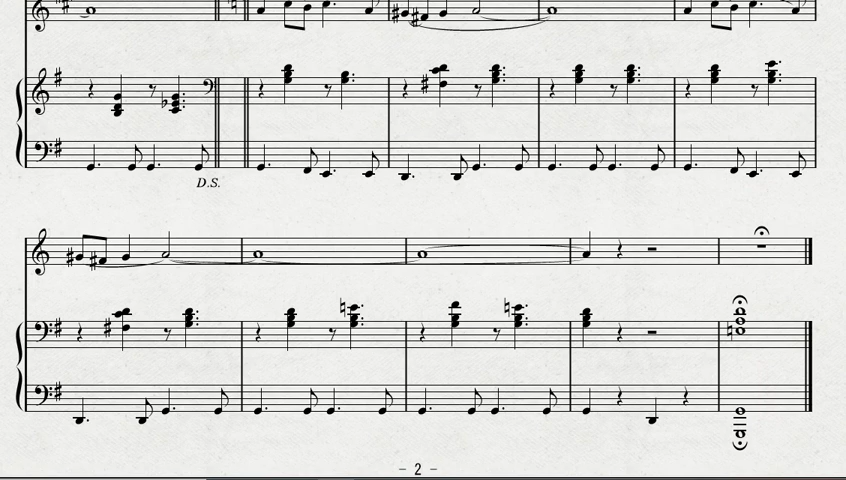 D.S.
– 2 –